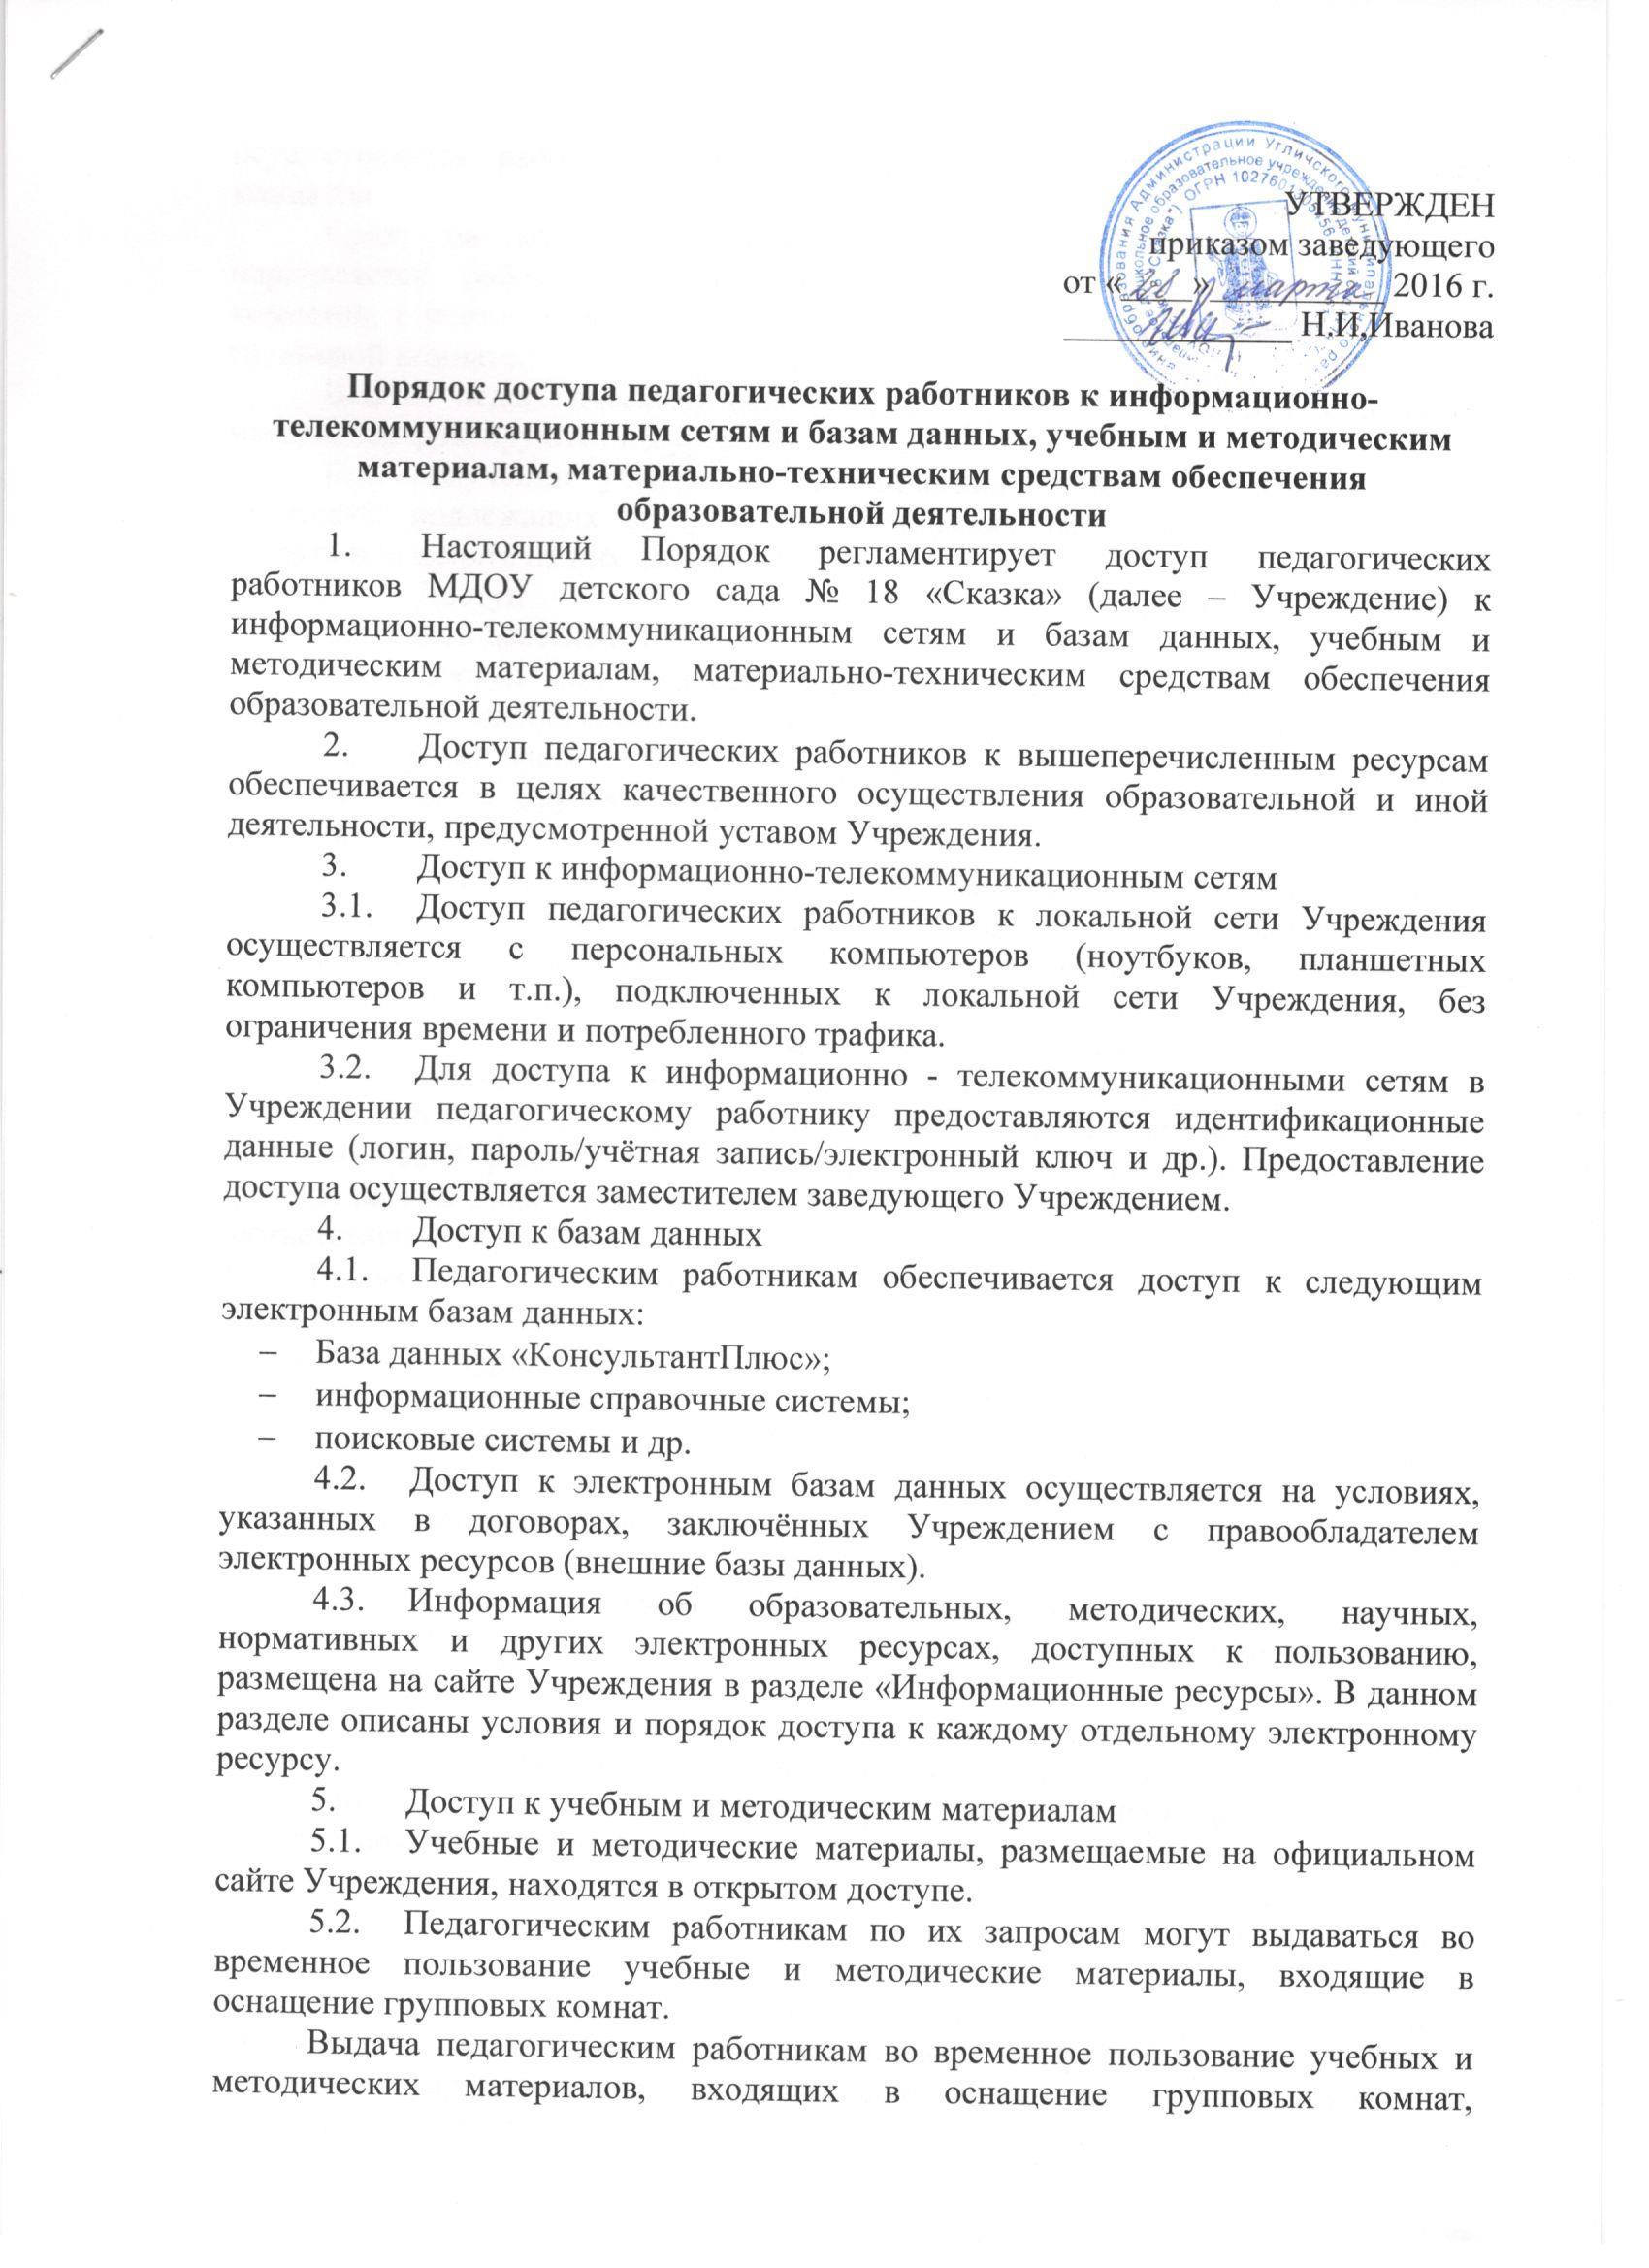 УТВЕРЖДЕН
приказом заведующего
от « » марта 2016 г.
Н.И,Иванова
Порядок доступа педагогических работников к информационно-
телекоммуникационным сетям и базам данных, учебным и методическим
материалам, материально-техническим средствам обеспечения
образовательной деятельности
1. Настоящий Порядок регламентирует доступ педагогических
работников МДОУ детского сада № 18 «Сказка» (далее – Учреждение) к
информационно-телекоммуникационным сетям и базам данных, учебным и
методическим материалам, материально-техническим средствам обеспечения
образовательной деятельности.
2. Доступ педагогических работников к вышеперечисленным ресурсам
обеспечивается в целях качественного осуществления образовательной и иной
деятельности, предусмотренной уставом Учреждения.
3. Доступ к информационно-телекоммуникационным сетям
3.1. Доступ педагогических работников к локальной сети Учреждения
осуществляется с персональных компьютеров (ноутбуков, планшетных
компьютеров и т.п.), подключенных к локальной сети Учреждения, без
ограничения времени и потребленного трафика.
3.2. Для доступа к информационно - телекоммуникационными сетям в
Учреждении педагогическому работнику предоставляются идентификационные
данные (логин, пароль/учётная запись/электронный ключ и др.). Предоставление
доступа осуществляется заместителем заведующего Учреждением.
4. Доступ к базам данных
4.1. Педагогическим работникам обеспечивается доступ к следующим
электронным базам данных:
– База данных «КонсультантПлюс»;
– информационные справочные системы;
– поисковые системы и др.
4.2. Доступ к электронным базам данных осуществляется на условиях,
указанных в договорах, заключённых Учреждением с правообладателем
электронных ресурсов (внешние базы данных).
4.3. Информация об образовательных, методических, научных,
нормативных и других электронных ресурсах, доступных к пользованию,
размещена на сайте Учреждения в разделе «Информационные ресурсы». В данном
разделе описаны условия и порядок доступа к каждому отдельному электронному
ресурсу.
5. Доступ к учебным и методическим материалам
5.1. Учебные и методические материалы, размещаемые на официальном
сайте Учреждения, находятся в открытом доступе.
5.2. Педагогическим работникам по их запросам могут выдаваться во
временное пользование учебные и методические материалы, входящие в
оснащение групповых комнат.
Выдача педагогическим работникам во временное пользование учебных и
методических материалов, входящих в оснащение групповых комнат,